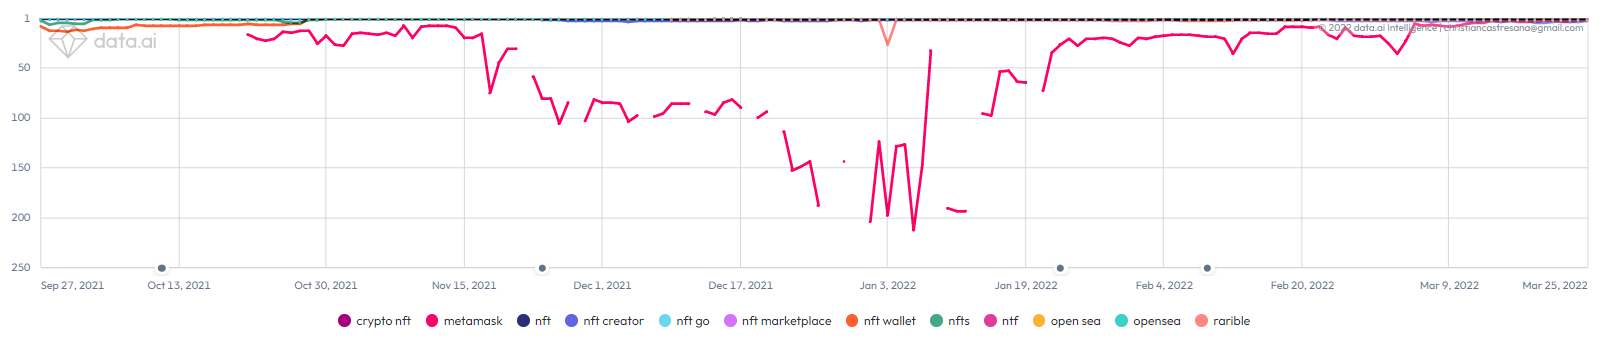 1
50
100
150
200
250
data.ai
© 2022 data.ai Intelligence | christiancastresana@gmail.com
Sep 27, 2021 Oct 13, 2021 Oct 30, 2021 Nov 15, 2021 Dec 1, 2021 Dec 17, 2021 Jan 3, 2022 Jan 19, 2022 Feb 4, 2022 Feb 20, 2022 Mar 9, 2022 Mar 25, 2022
crypto nft metamask nft nft creator nft go nft marketplace nft wallet nfts ntf open sea opensea rarible